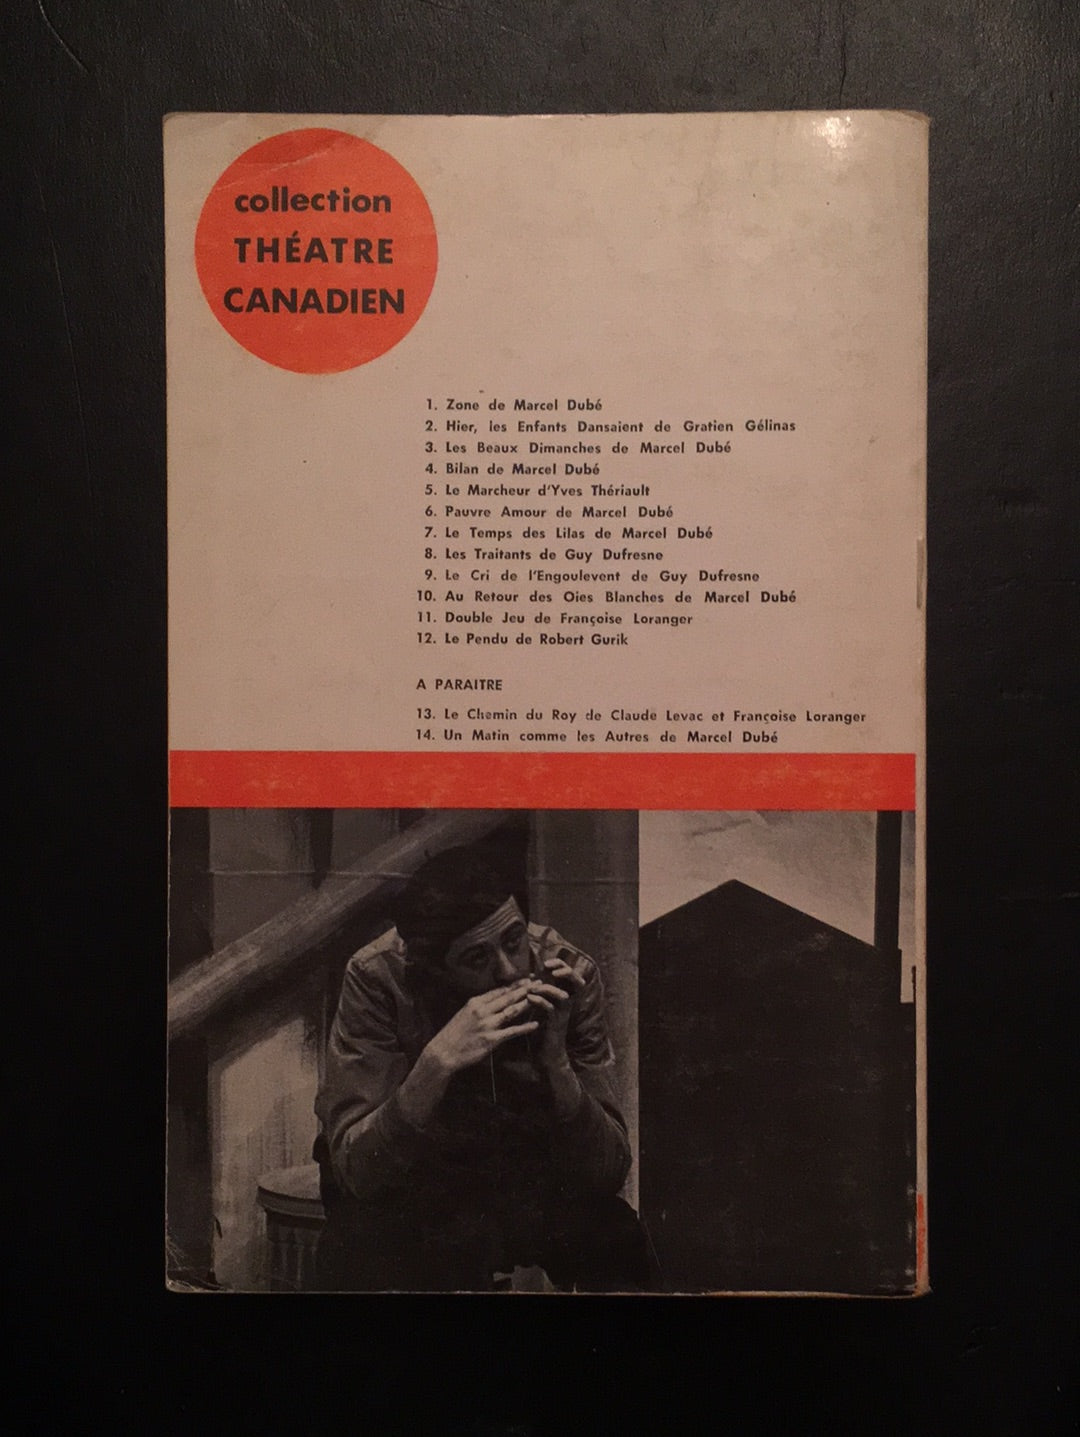 collection
THÉATRE
CANADIEN
1. Zone de Marcel Dubé
2. Hier, les Enfants Dansaient de Gratien Gélinas
3. Les Beaux Dimanches de Marcel Dubé
4. Bilan de Marcel Dubé
5. Le Marcheur d'Yves Thériault
6. Pauvre Amour de Marcel Dubé
7. Le Temps des Lilas de Marcel Dubé
8. Les Traitants de Guy Dufresne
9. Le Cri de l'Engoulevent de Guy Dufresne
10. Au Retour des Oies Blanches de Marcel Dubé
11. Double Jeu de Françoise Loranger
12. Le Pendu de Robert Gurik
A PARAITRE
13. Le Chemin du Roy de Claude Levac et Françoise Loranger
14. Un Matin comme les Autres de Marcel Dubé